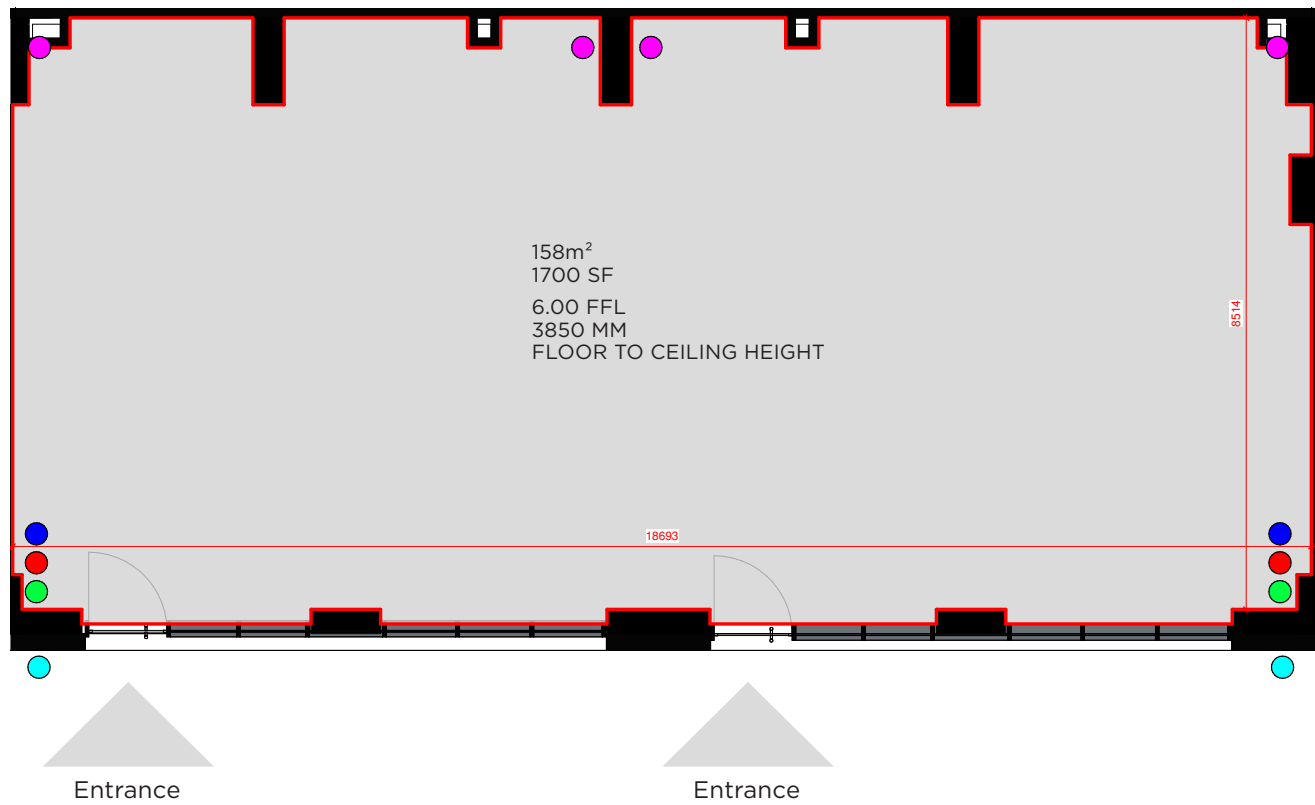 158m²
1700 SF
6.00 FFL
3850 MM
FLOOR TO CEILING HEIGHT
8514
18693
Entrance
Entrance